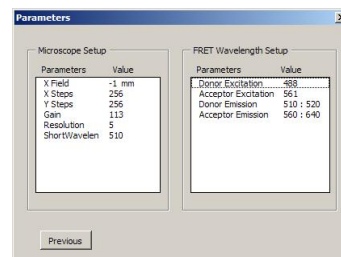 Parameters
Microscope Setup
Parameters Value
X Field -1 mm
X Steps 256
Y Steps 256
Gain 113
Resolution 5
ShortWavelen 510
FRET Wavelength Setup
Parameters Value
Donor Excitation 488
Acceptor Excitation 561
Donor Emission 510 : 520
Acceptor Emission 560 : 640
Previous